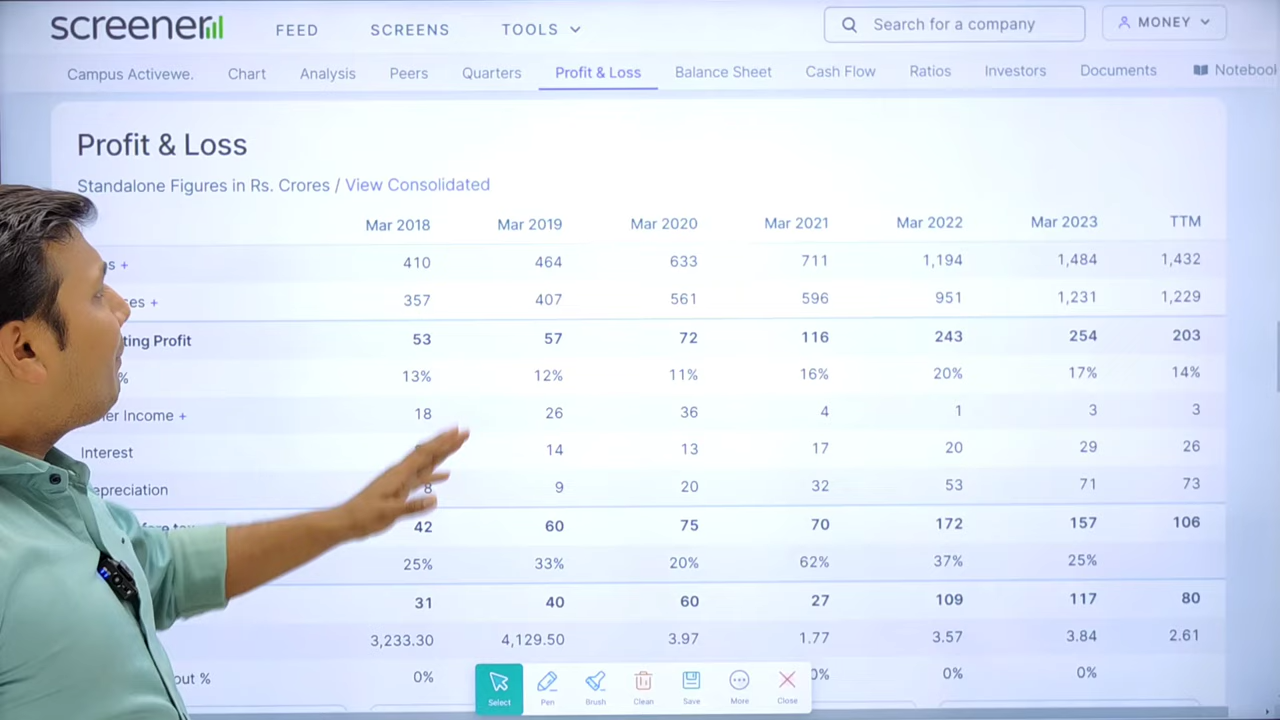 screener FEED SCREENS TOOLS Search for a company MONEY
Campus Activewe. Chart Analysis Peers Quarters Profit & Loss Balance Sheet Cash Flow Ratios Investors Documents Notebook
Profit & Loss
Standalone Figures in Rs. Crores / View Consolidated
Mar 2018 Mar 2019 Mar 2020 Mar 2021 Mar 2022 Mar 2023 TTM
s + 410 464 633 711 1,194 1,484 1,432
es + 357 407 561 596 951 1,231 1,229
ting Profit 53 57 72 116 243 254 203
% 13% 12% 11% 16% 20% 17% 14%
er Income + 18 26 36 4 1 3 3
Interest 14 13 17 20 29 26
epreciation 8 9 20 32 53 71 73
42 60 75 70 172 157 106
25% 33% 20% 62% 37% 25%
31 40 60 27 109 117 80
3,233.30 4,129.50 3.97 1.77 3.57 3.84 2.61
out % 0% 0% 0% 0%
Select Pen Brush Clean Save More Close